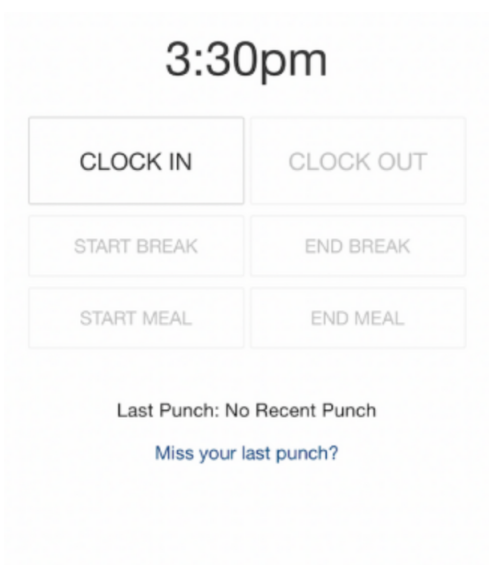 3:30pm
CLOCK IN
CLOCK OUT
START BREAK
END BREAK
START MEAL
END MEAL
Last Punch: No Recent Punch
Miss your last punch?